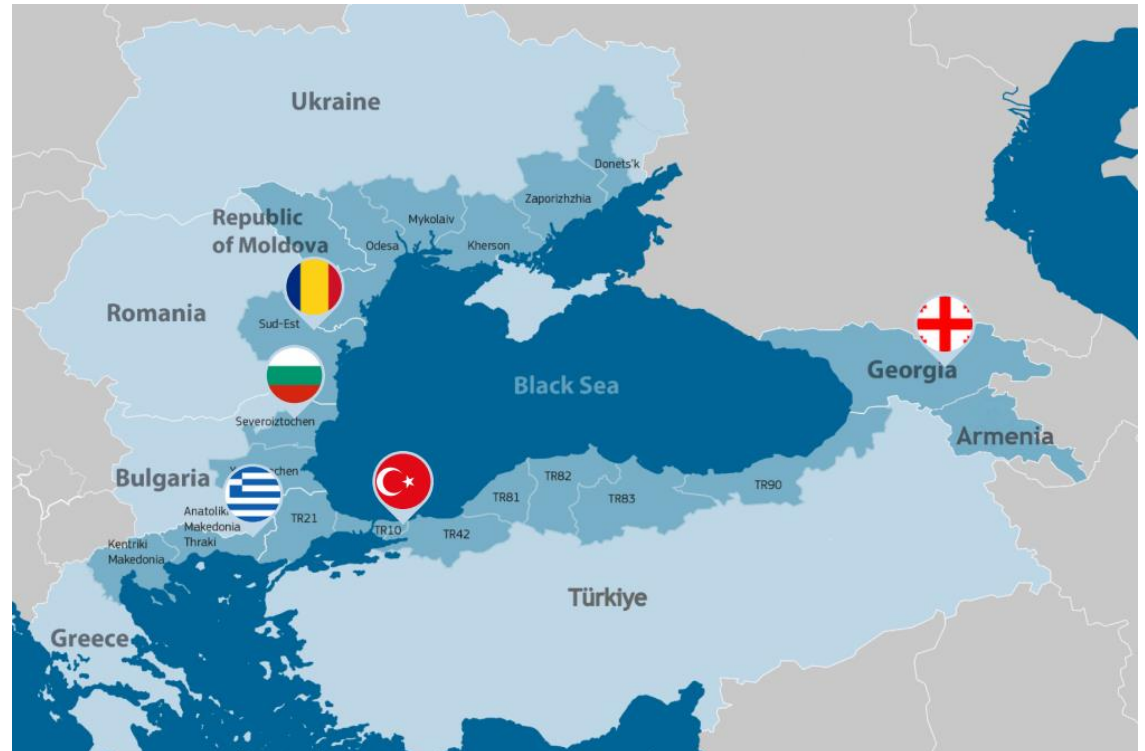 Ukraine
Donets'k
Zaporizhzhia
Republic
of Moldova
Mykolaiv
Odesa
Kherson
Romania
Sud-Est
Black Sea
Georgia
Severoiztochen
Armenia
Bulgaria
TR82
TR81
TR83
TR90
Anatoliki
Makedonia
Thraki
TR21
TR10
TR42
Kentriki
Makedonia
Türkiye
Greece